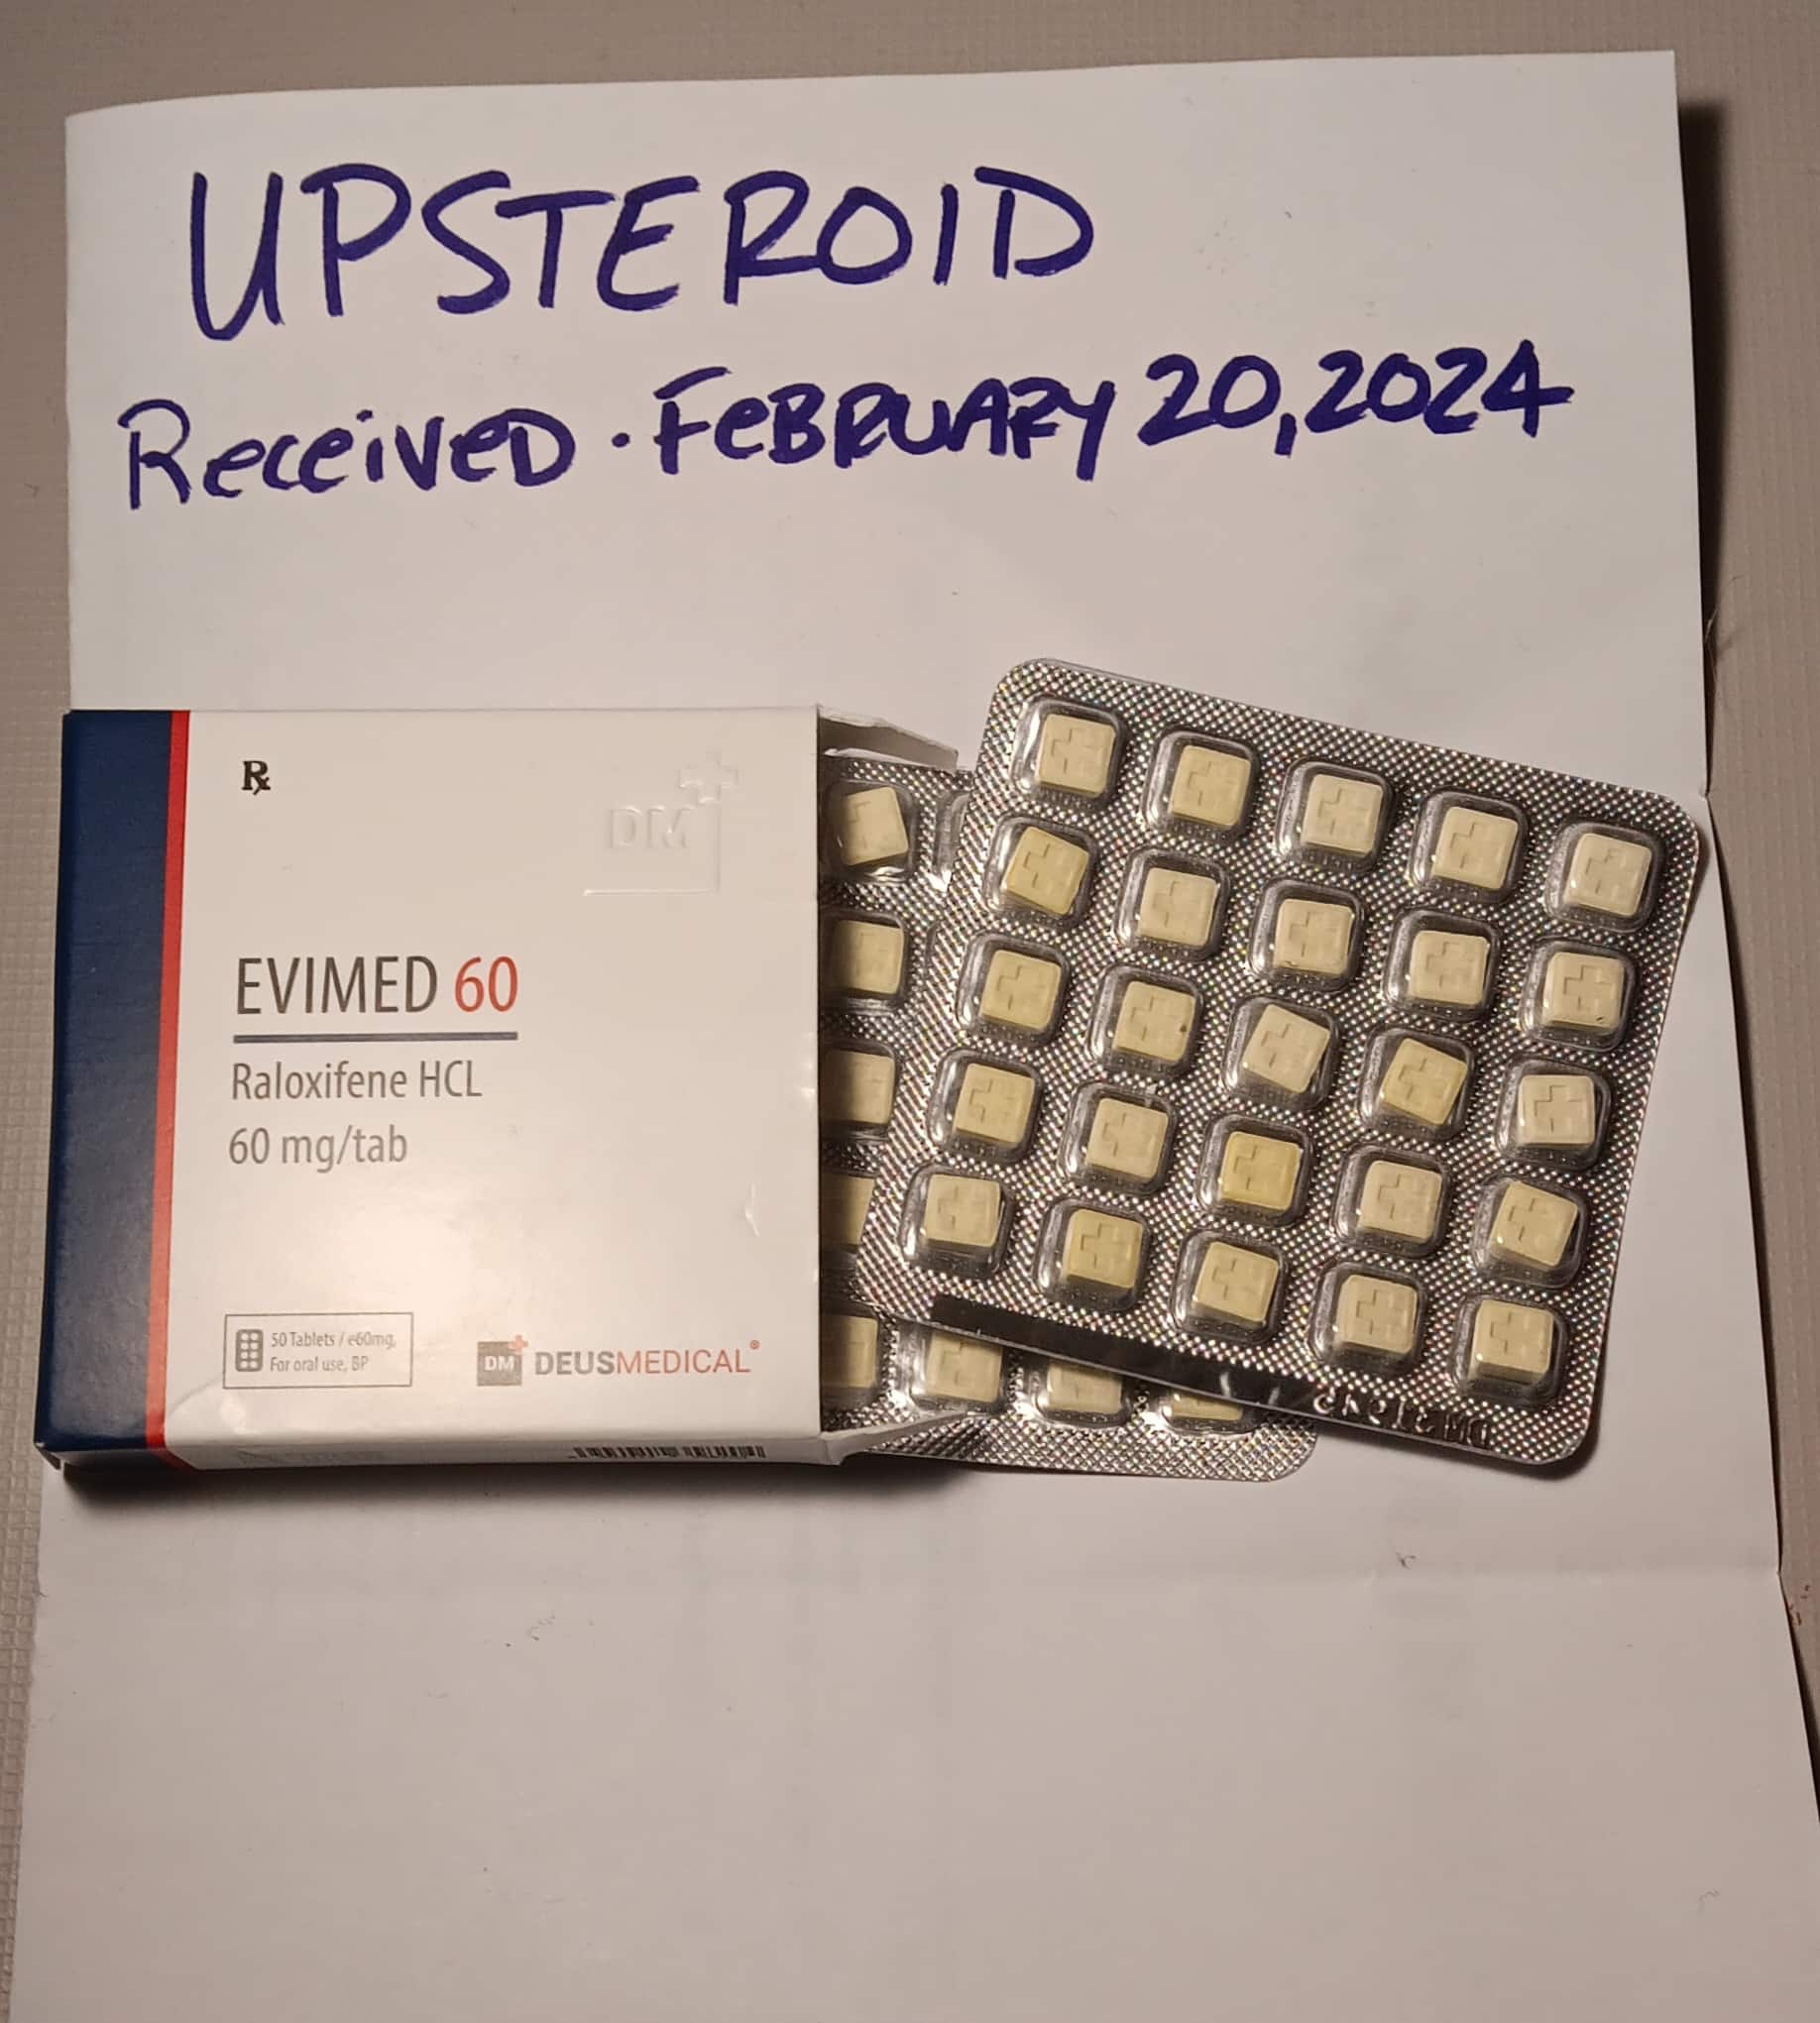 UPSTEROID
Received · FeBRUARY 20, 2024
Rx
DM
EVIMED 60
Raloxifene HCL
60 mg/tab
50 Tablets / e60mg,
For oral use, BP
DM DEUSMEDICAL®